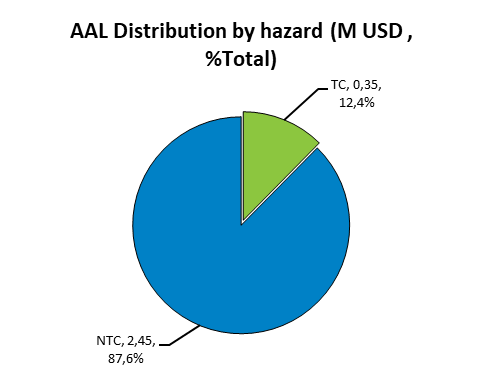 AAL Distribution by hazard (M USD ,
%Total)
TC, 0,35,
12,4%
NTC, 2,45,
87,6%